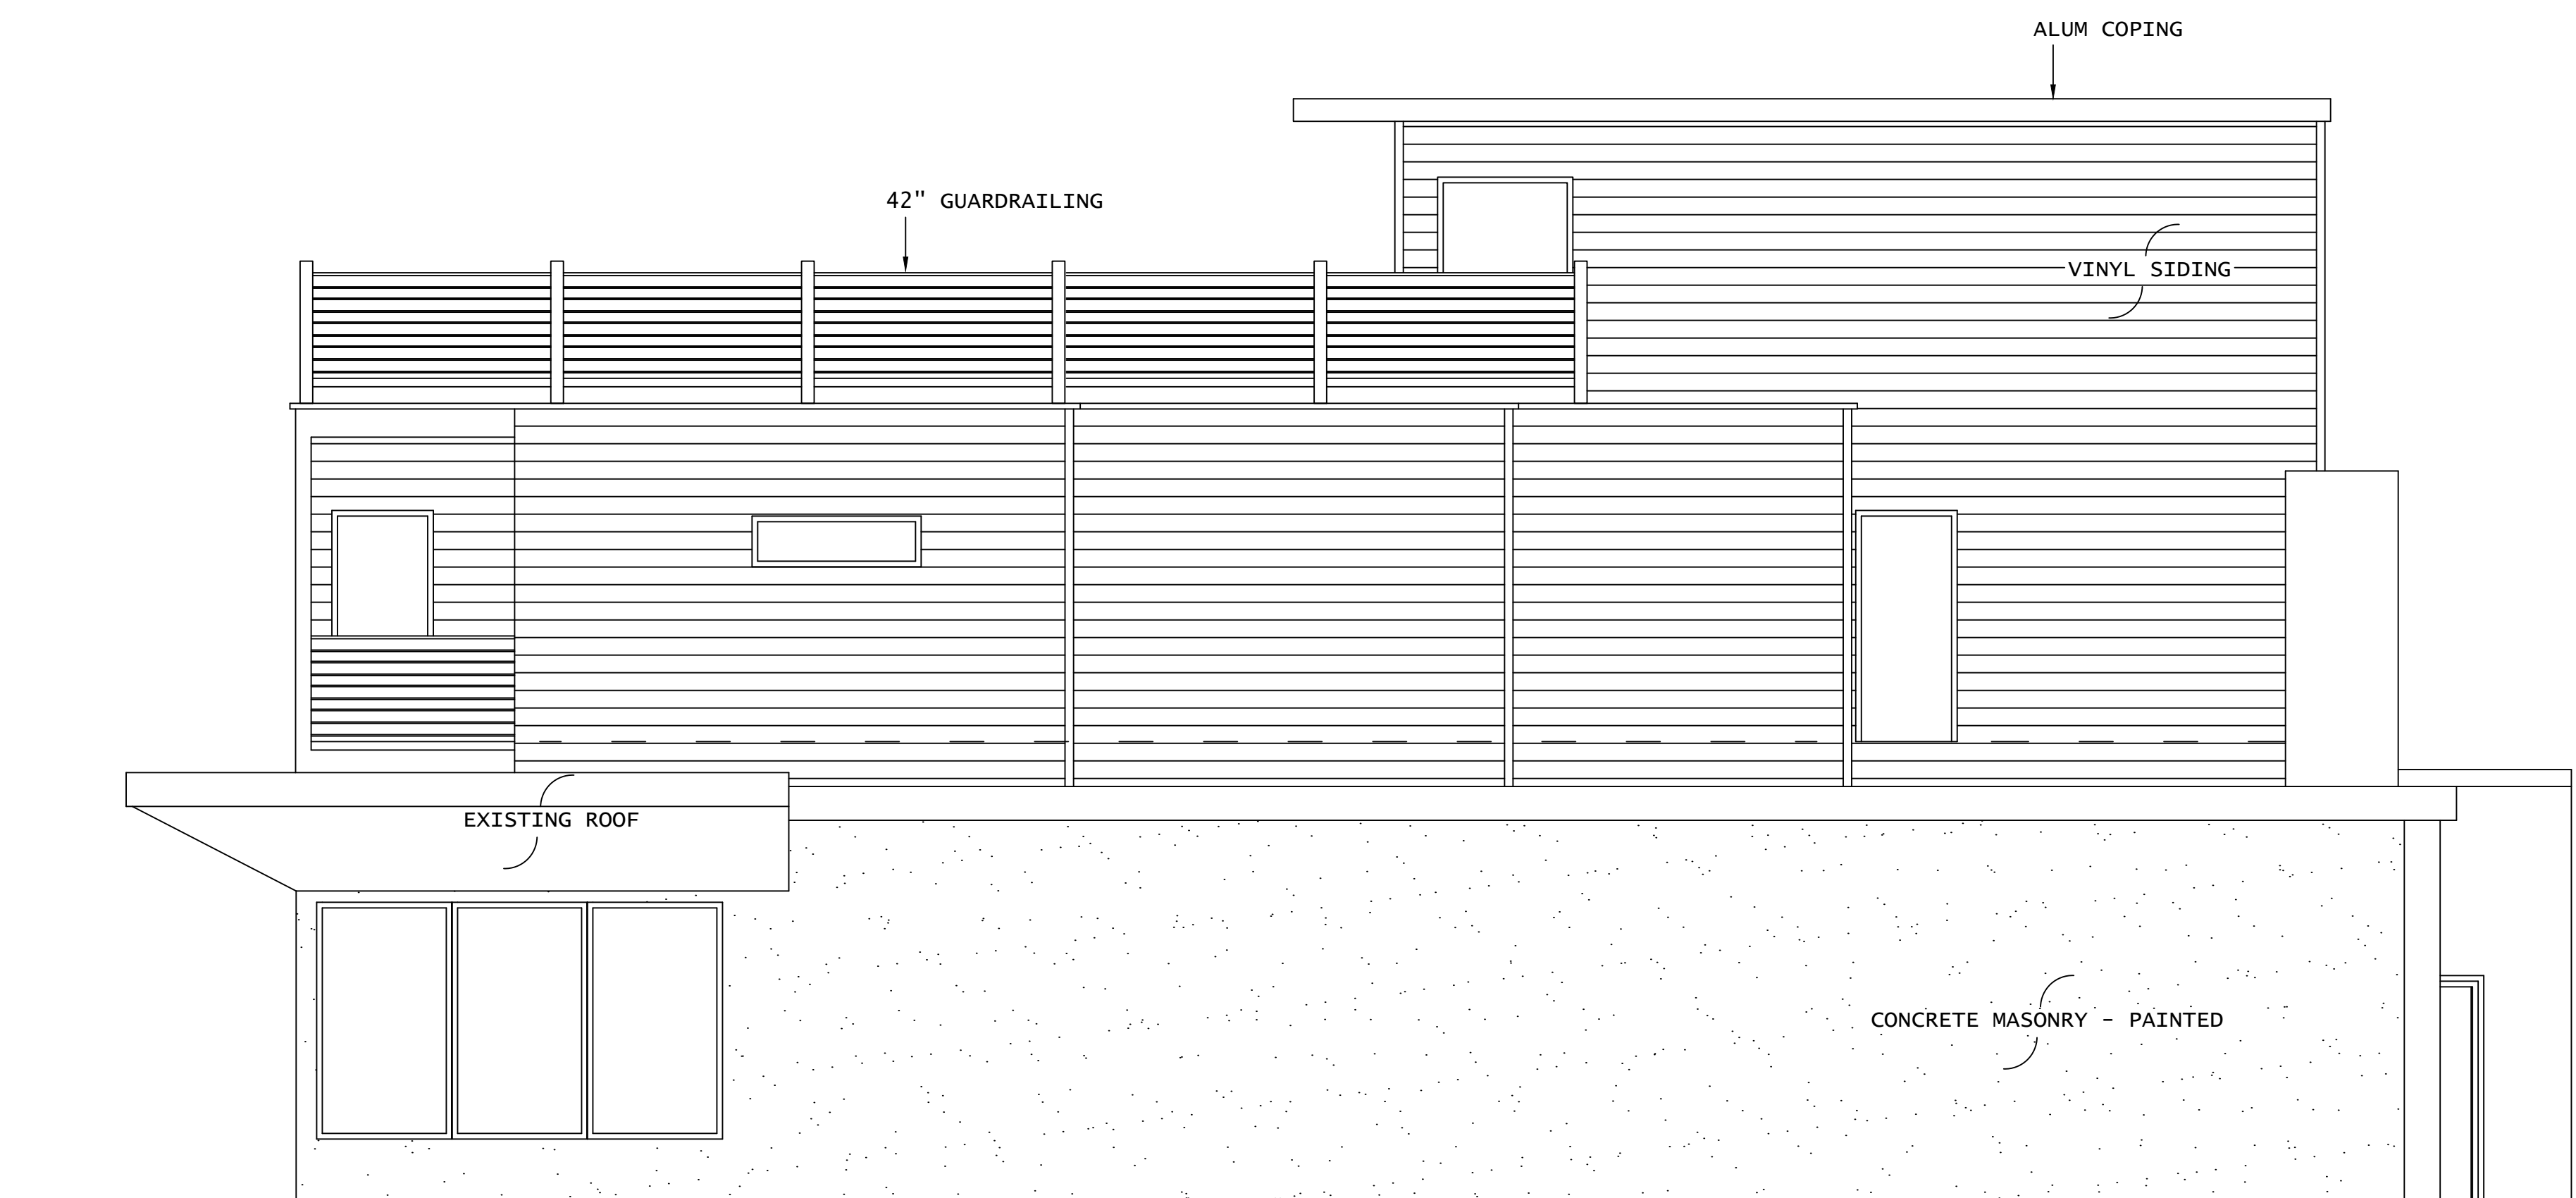 ALUM COPING
42" GUARDRAILING
VINYL SIDING
EXISTING ROOF
CONCRETE MASONRY - PAINTED